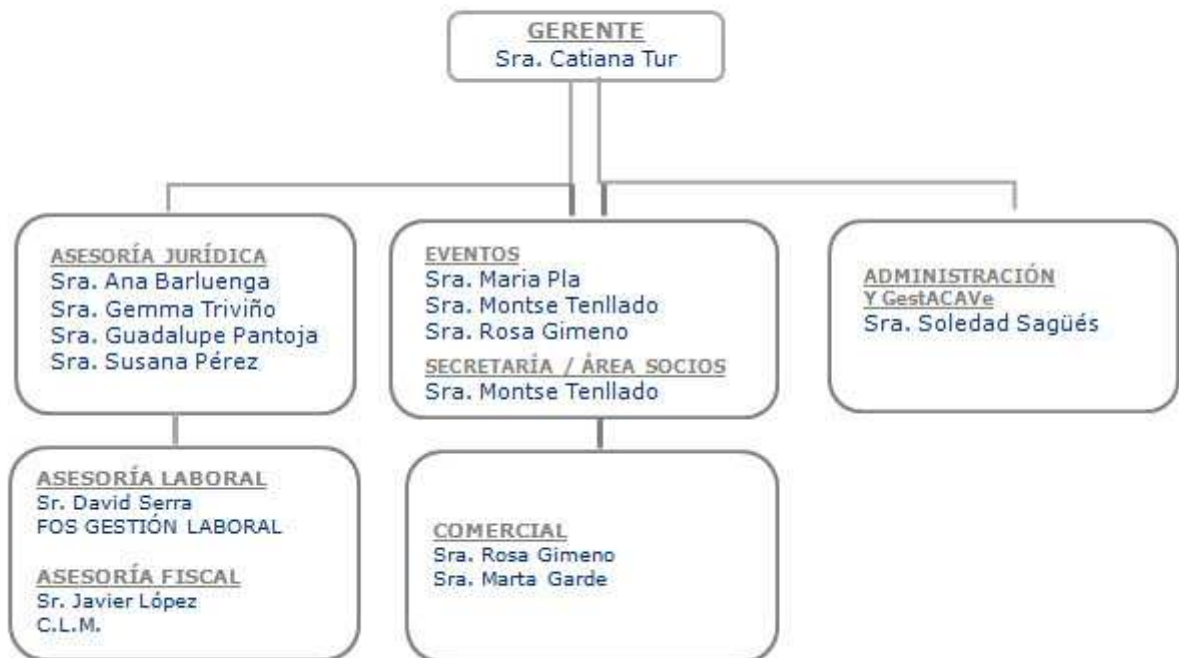 GERENTE
Sra. Catiana Tur
ASESORÍA JURÍDICA
Sra. Ana Barluenga
Sra. Gemma Triviño
Sra. Guadalupe Pantoja
Sra. Susana Pérez
EVENTOS
Sra. Maria Pla
Sra. Montse Tenllado
Sra. Rosa Gimeno
SECRETARÍA / ÁREA SOCIOS
Sra. Montse Tenllado
ADMINISTRACIÓN
Y GestACAVe
Sra. Soledad Sagüés
ASESORÍA LABORAL
Sr. David Serra
FOS GESTIÓN LABORAL
ASESORÍA FISCAL
Sr. Javier López
C.L.M.
COMERCIAL
Sra. Rosa Gimeno
Sra. Marta Garde